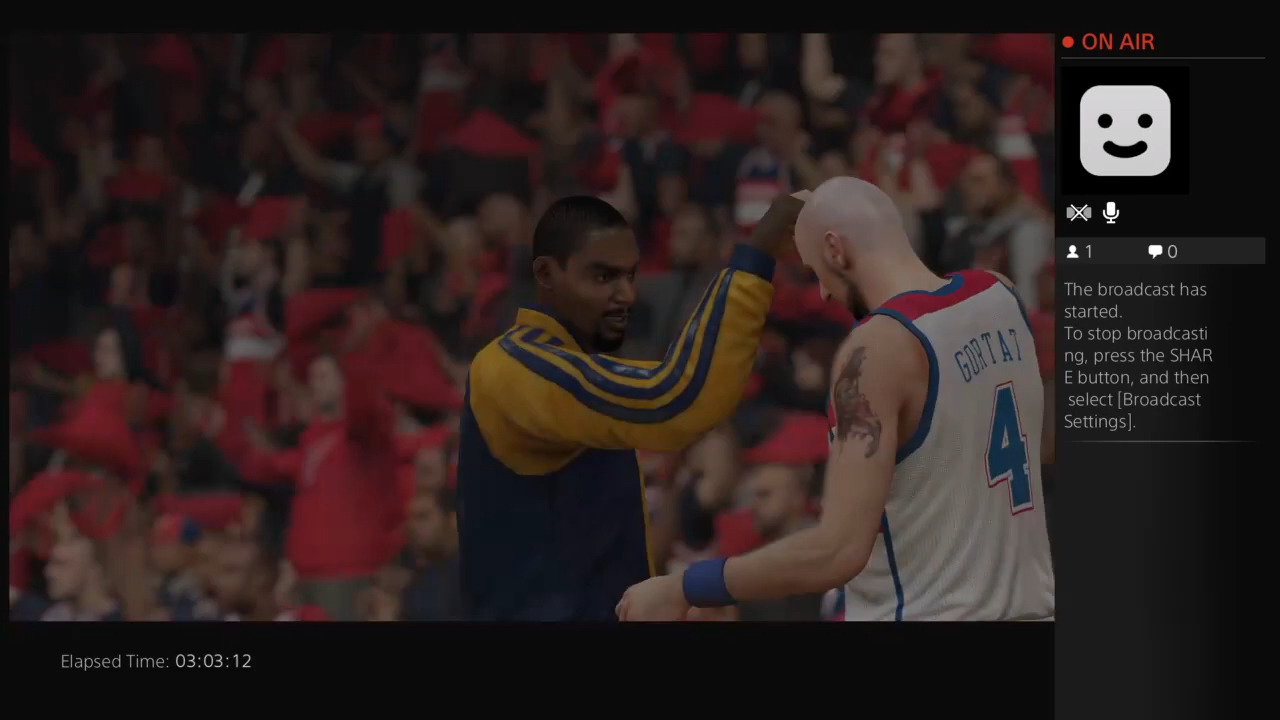 ON AIR
1 0
The broadcast has
started.
To stop broadcasti
ng, press the SHAR
E button, and then
select [Broadcast
Settings].
GORTAT
4
Elapsed Time: 03:03:12